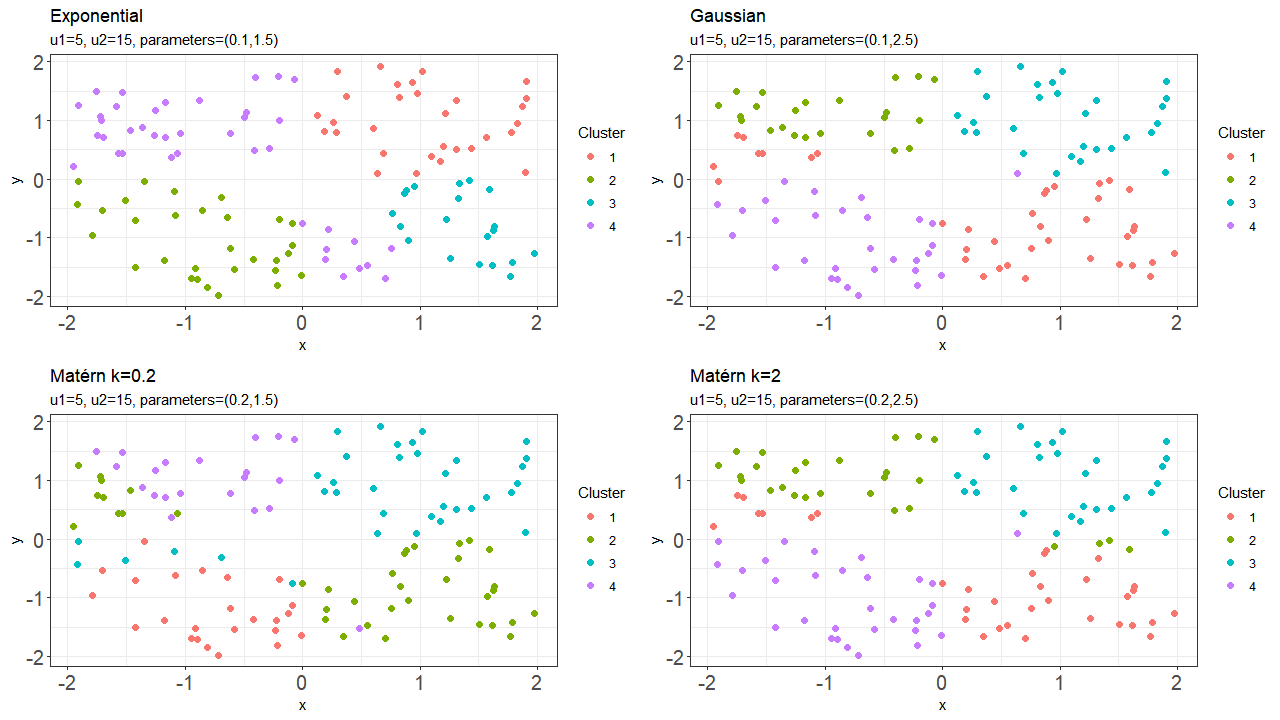 Exponential
u1=5, u2=15, parameters=(0.1,1.5)
y
2
1
0
-1
-2
-2 -1 0 1 2
x
Cluster
1
2
3
4
Gaussian
u1=5, u2=15, parameters=(0.1,2.5)
y
2
1
0
-1
-2
-2 -1 0 1 2
x
Cluster
1
2
3
4
Matérn k=0.2
u1=5, u2=15, parameters=(0.2,1.5)
y
2
1
0
-1
-2
-2 -1 0 1 2
x
Cluster
1
2
3
4
Matérn k=2
u1=5, u2=15, parameters=(0.2,2.5)
y
2
1
0
-1
-2
-2 -1 0 1 2
x
Cluster
1
2
3
4